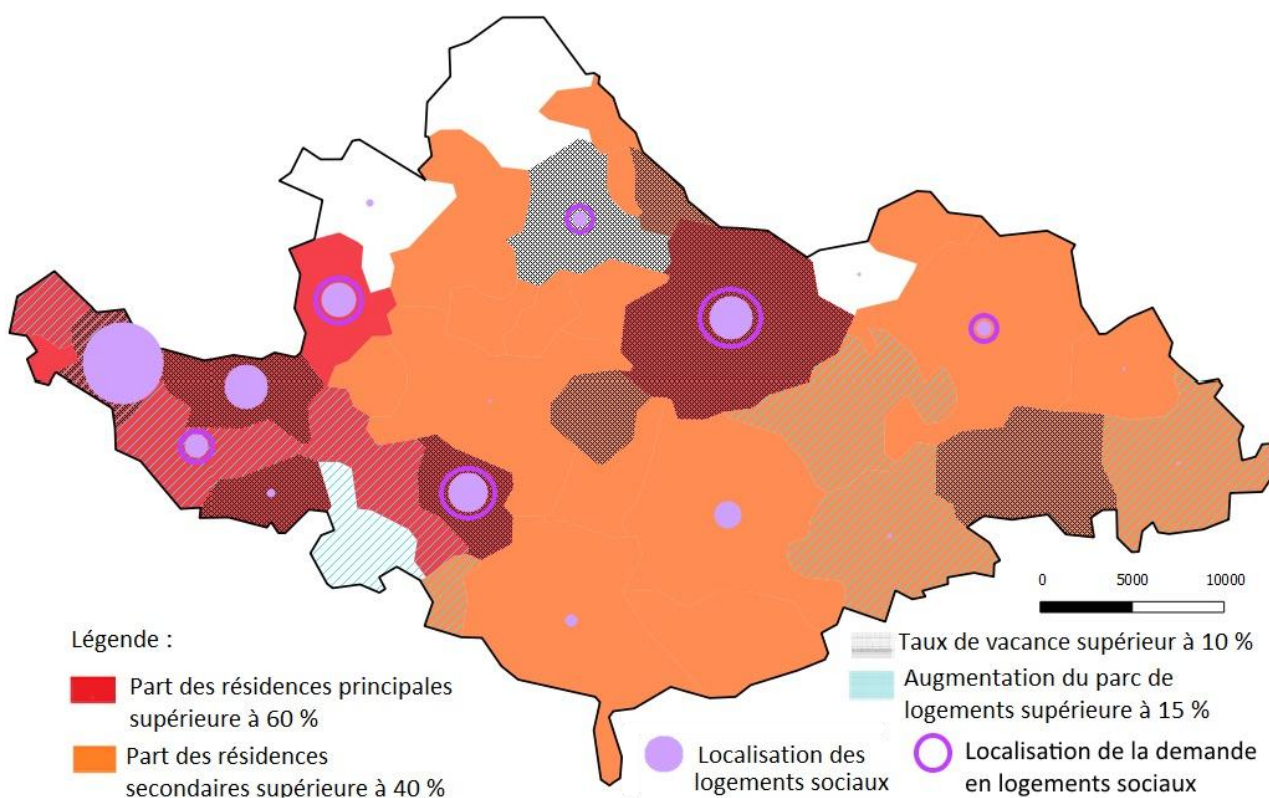 0 5000 10000
Légende :
Part des résidences principales
supérieure à 60 %
Part des résidences
secondaires supérieure à 40 %
Localisation des
logements sociaux
Taux de vacance supérieur à 10 %
Augmentation du parc de
logements supérieure à 15 %
Localisation de la demande
en logements sociaux